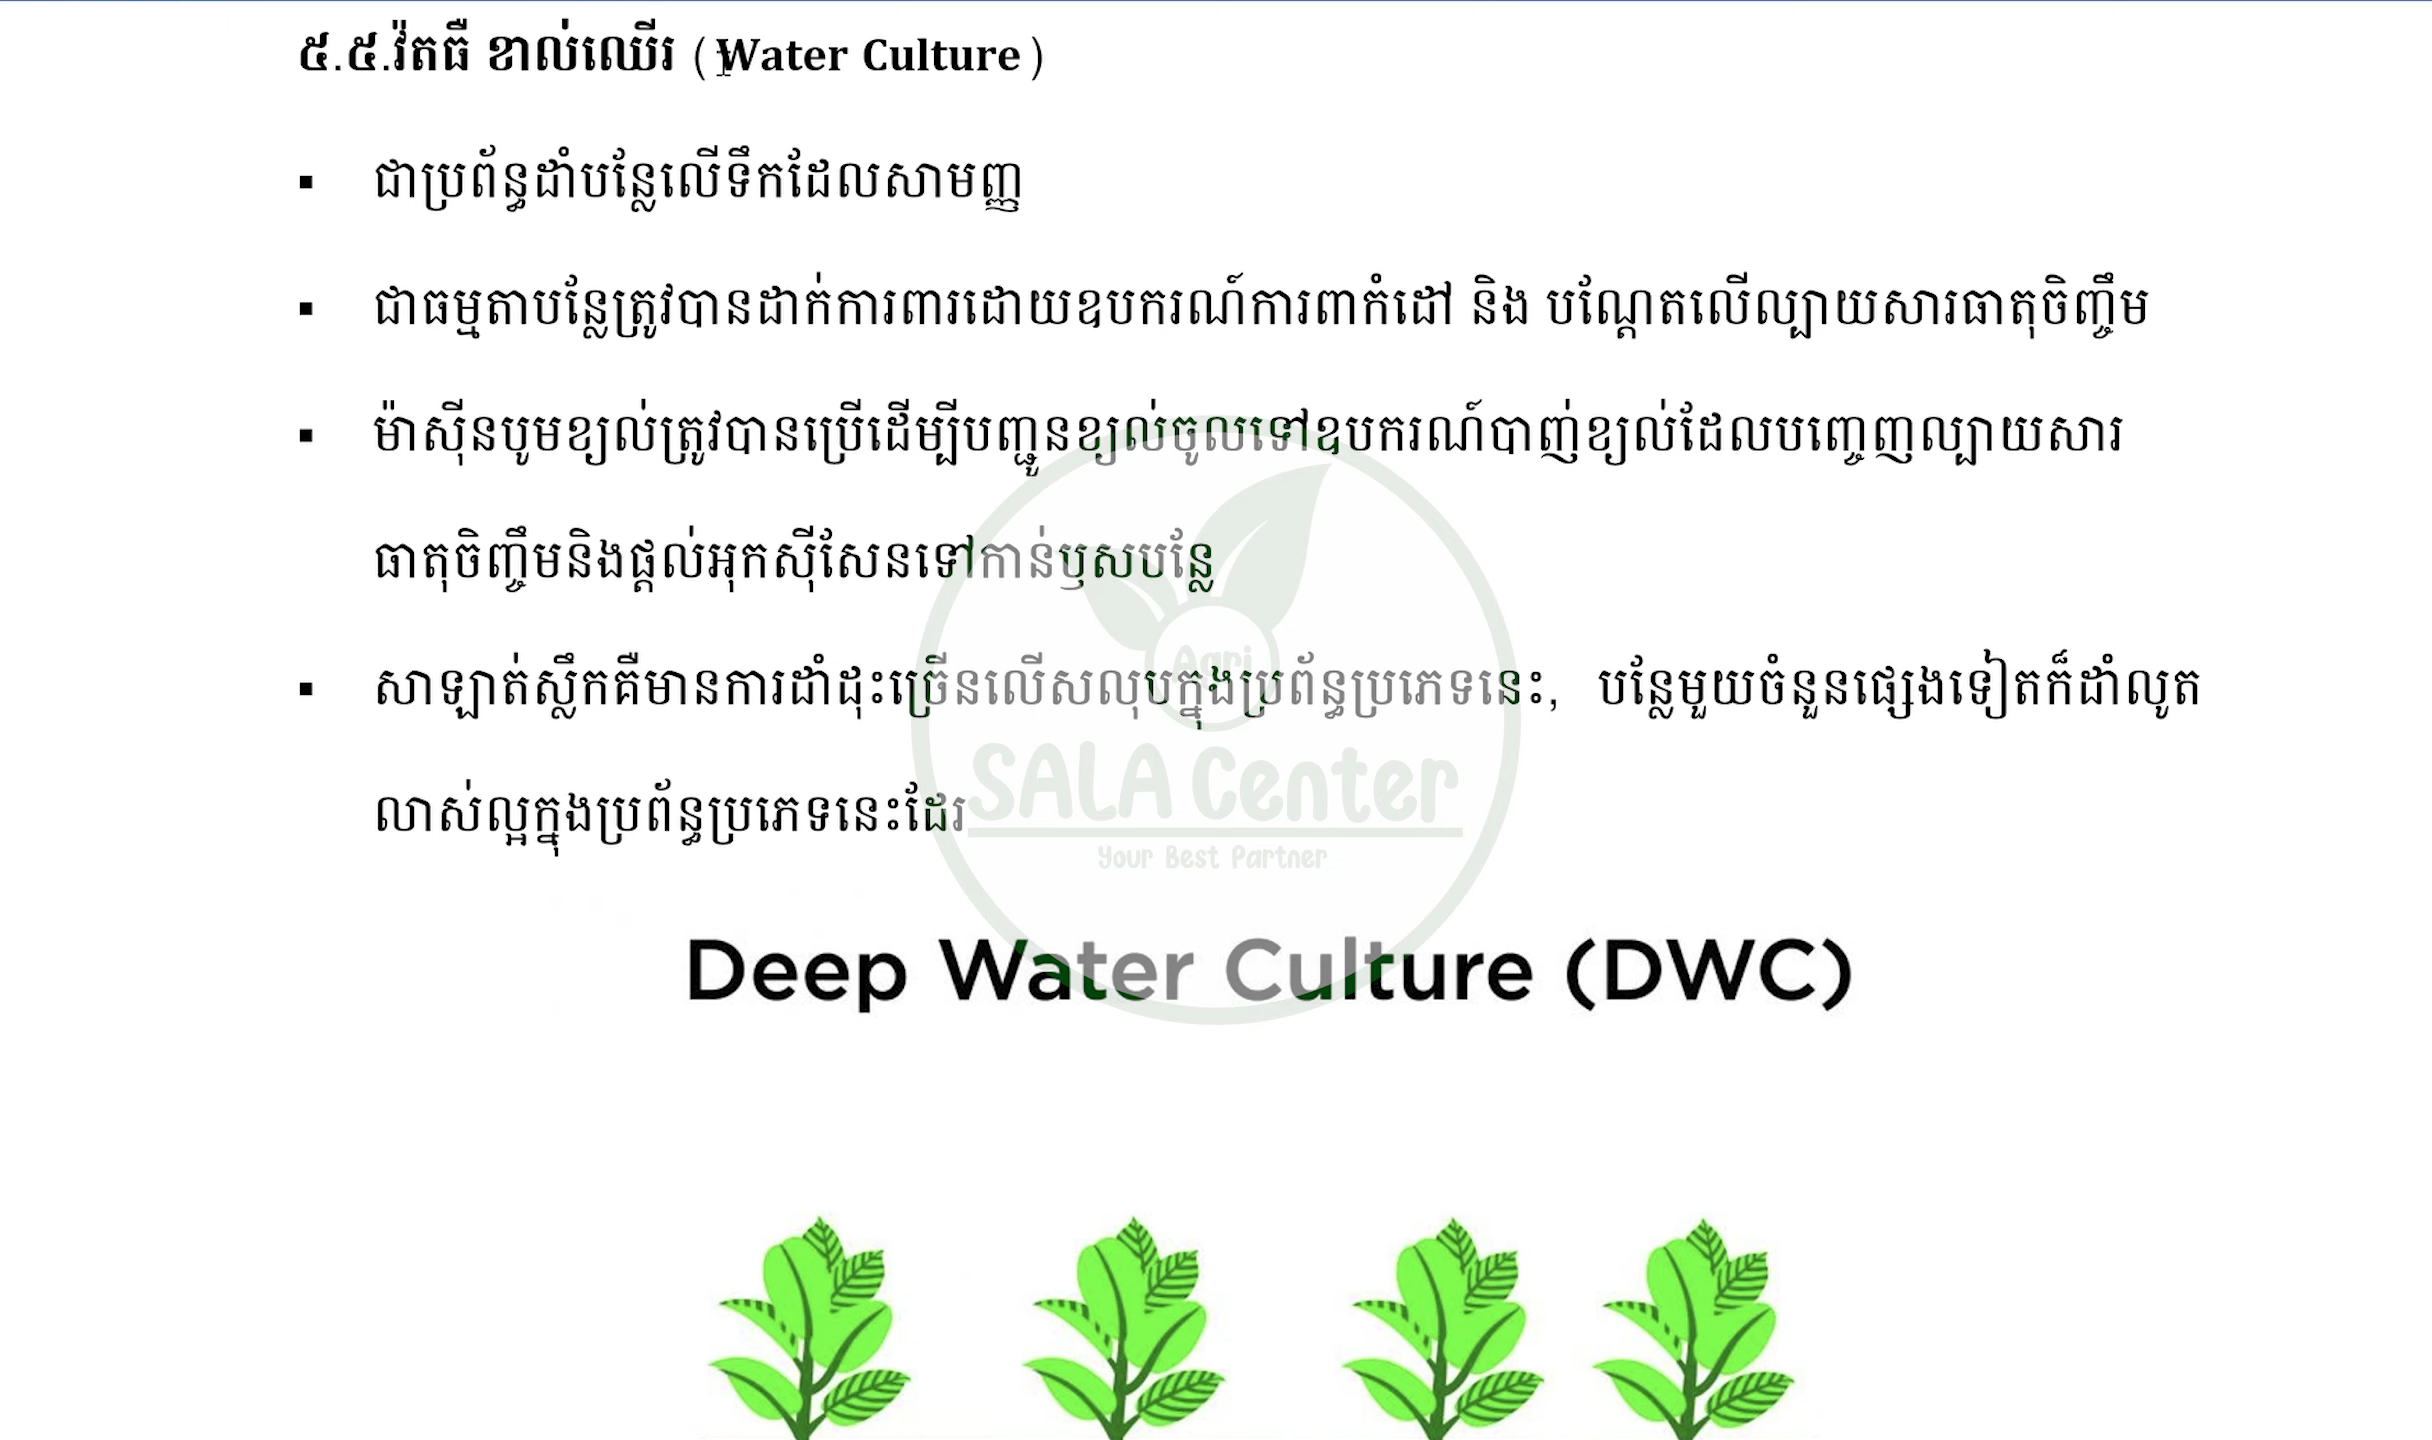 ៥.៥.វ៉តធឺ ខាល់ឈើរ (Water Culture)
▪ ជាប្រព័ន្ធដាំបន្លែលើទឹកដែលសាមញ្ញ
▪ ជាធម្មតាបន្លែត្រូវបានដាក់ការពារដោយឧបករណ៍ការពាកំដៅ និង បណ្តែតលើល្បាយសារធាតុចិញ្ចឹម
▪ ម៉ាស៊ីនបូមខ្យល់ត្រូវបានប្រើដើម្បីបញ្ជូនខ្យល់ចូលទៅឧបករណ៍បាញ់ខ្យល់ដែលបញ្ចេញល្បាយសារ
ធាតុចិញ្ចឹមនិងផ្តល់អុកស៊ីសែនទៅកាន់ឫសបន្លែ
▪ សាឡាត់ស្លឹកគឺមានការដាំដុះច្រើនលើសលុបក្នុងប្រព័ន្ធប្រភេទនេះ, បន្លែមួយចំនួនផ្សេងទៀតក៏ដាំលូត
លាស់ល្អក្នុងប្រព័ន្ធប្រភេទនេះដែរ
Agri
SALA Center
Your Best Partner
Deep Water Culture (DWC)